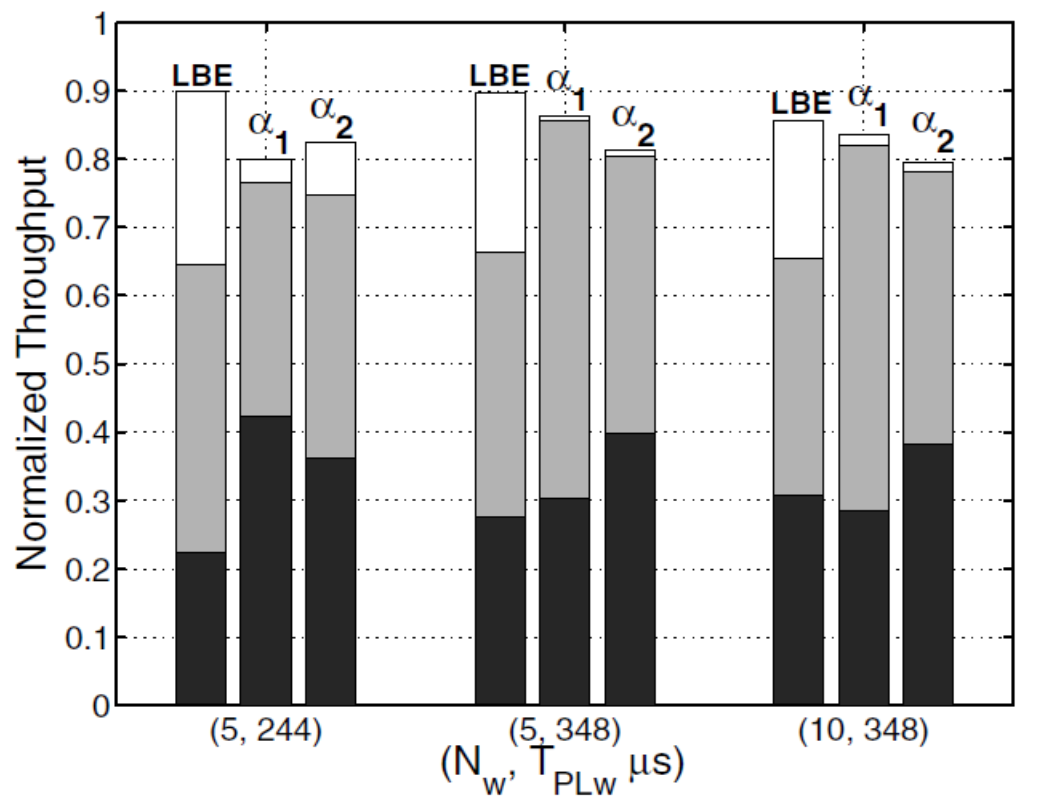 1
0.9
0.8
0.7
0.6
0.5
0.4
0.3
0.2
0.1
0
Normalized Throughput
LBE
α1
α2
LBE
α1
α2
LBE
α1
α2
(5, 244)
(5, 348)
(10, 348)
(Nw, TPLw μs)